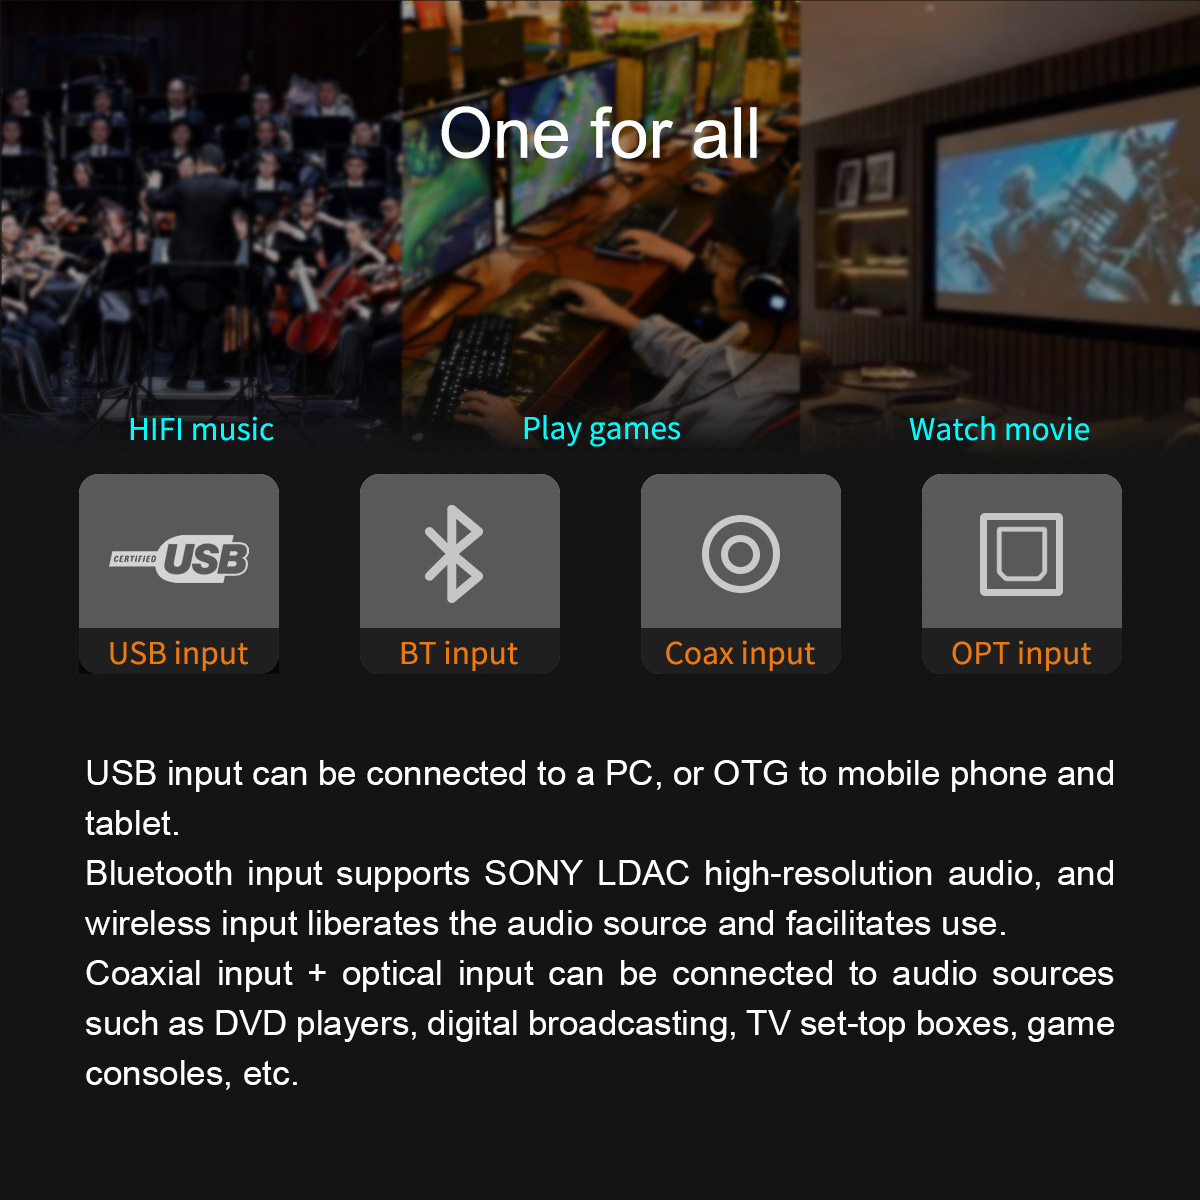 One for all
HIFI music
Play games
Watch movie
CERTIFIED USB
USB input
BT input
Coax input
OPT input
USB input can be connected to a PC, or OTG to mobile phone and
tablet.
Bluetooth input supports SONY LDAC high-resolution audio, and
wireless input liberates the audio source and facilitates use.
Coaxial input + optical input can be connected to audio sources
such as DVD players, digital broadcasting, TV set-top boxes, game
consoles, etc.